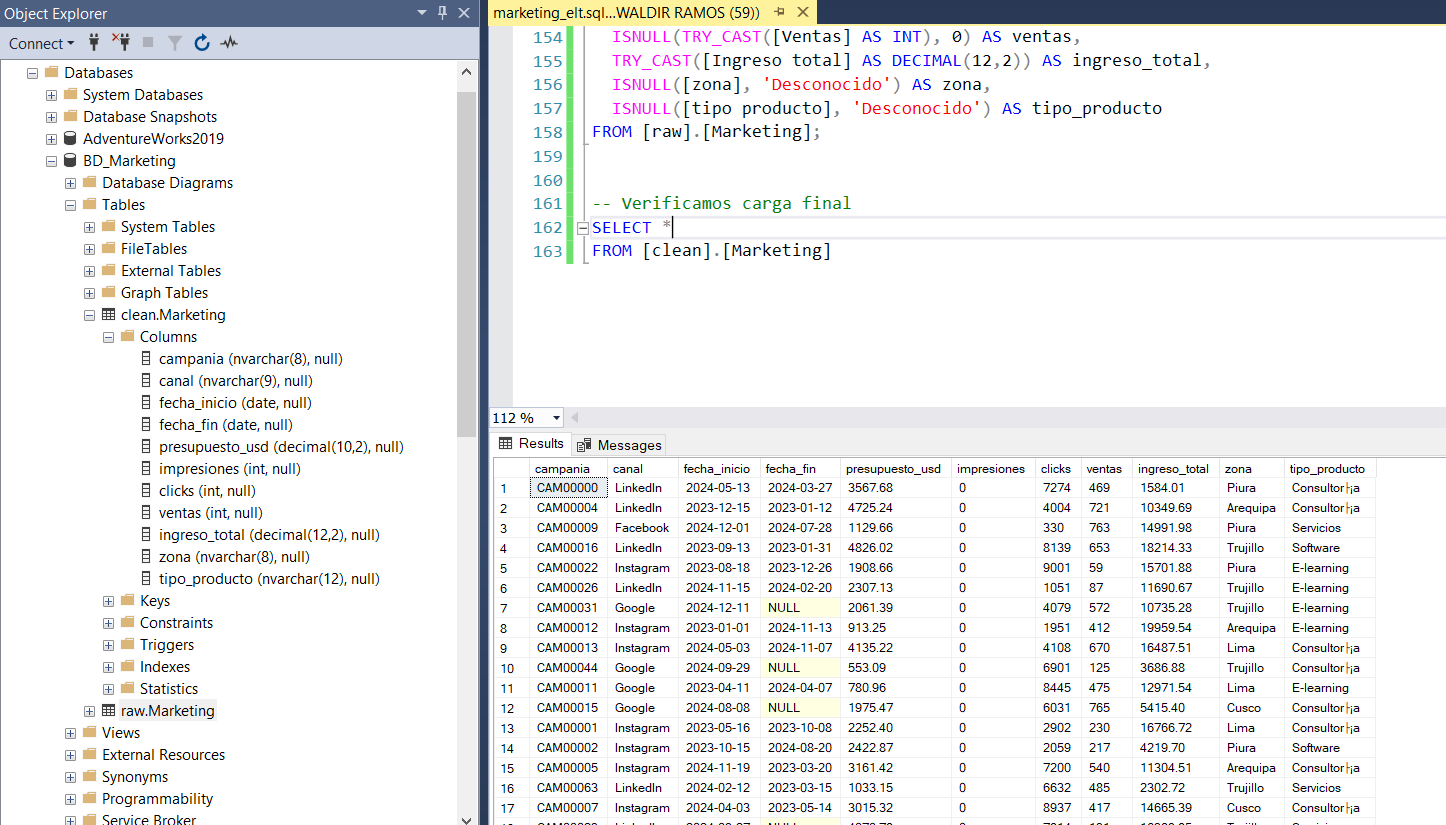 Object Explorer
Connect
Databases
System Databases
Database Snapshots
AdventureWorks2019
BD_Marketing
Database Diagrams
Tables
System Tables
FileTables
External Tables
Graph Tables
clean.Marketing
Columns
campania (nvarchar(8), null)
canal (nvarchar(9), null)
fecha_inicio (date, null)
fecha_fin (date, null)
presupuesto_usd (decimal(10,2), null)
impresiones (int, null)
clicks (int, null)
ventas (int, null)
ingreso_total (decimal(12,2), null)
zona (nvarchar(8), null)
tipo_producto (nvarchar(12), null)
Keys
Constraints
Triggers
Indexes
Statistics
raw.Marketing
Views
External Resources
Synonyms
Programmability
Service Broker
marketing_elt.sql...WALDIR RAMOS (59))
154 ISNULL(TRY_CAST([Ventas] AS INT), 0) AS ventas,
155 TRY_CAST([Ingreso total] AS DECIMAL(12,2)) AS ingreso_total,
156 ISNULL([zona], 'Desconocido') AS zona,
157 ISNULL([tipo producto], 'Desconocido') AS tipo_producto
158 FROM [raw].[Marketing];
159
160
161 -- Verificamos carga final
162 SELECT *
163 FROM [clean].[Marketing]
112 %
Results Messages
campania canal fecha_inicio fecha_fin presupuesto_usd impresiones clicks ventas ingreso_total zona tipo_producto
1 CAM00000 LinkedIn 2024-05-13 2024-03-27 3567.68 0 7274 469 1584.01 Piura Consultor├¡a
2 CAM00004 LinkedIn 2023-12-15 2023-01-12 4725.24 0 4004 721 10349.69 Arequipa Consultor├¡a
3 CAM00009 Facebook 2024-12-01 2024-07-28 1129.66 0 330 763 14991.98 Piura Servicios
4 CAM00016 LinkedIn 2023-09-13 2023-01-31 4826.02 0 8139 653 18214.33 Trujillo Software
5 CAM00022 Instagram 2023-08-18 2023-12-26 1908.66 0 9001 59 15701.88 Piura E-learning
6 CAM00026 LinkedIn 2024-11-15 2024-02-20 2307.13 0 1051 87 11690.67 Trujillo E-learning
7 CAM00031 Google 2024-12-11 NULL 2061.39 0 4079 572 10735.28 Trujillo E-learning
8 CAM00012 Instagram 2023-01-01 2024-11-13 913.25 0 1951 412 19959.54 Arequipa E-learning
9 CAM00013 Instagram 2024-05-03 2024-11-07 4135.22 0 4108 670 16487.51 Lima Consultor├¡a
10 CAM00044 Google 2024-09-29 NULL 553.09 0 6901 125 3686.88 Trujillo Consultor├¡a
11 CAM00011 Google 2023-04-11 2024-04-07 780.96 0 8445 475 12971.54 Lima E-learning
12 CAM00015 Google 2024-08-08 NULL 1975.47 0 6031 765 5415.40 Cusco Consultor├¡a
13 CAM00001 Instagram 2023-05-16 2023-10-08 2252.40 0 2902 230 16766.72 Lima Consultor├¡a
14 CAM00002 Instagram 2023-10-15 2024-08-20 2422.87 0 2059 217 4219.70 Piura Software
15 CAM00005 Instagram 2024-11-19 2023-03-20 3161.42 0 7200 540 11304.51 Arequipa Consultor├¡a
16 CAM00063 LinkedIn 2024-02-12 2023-03-15 1033.15 0 6632 485 2302.72 Trujillo Servicios
17 CAM00007 Instagram 2024-04-03 2023-05-14 3015.32 0 8937 417 14665.39 Cusco Consultor├¡a